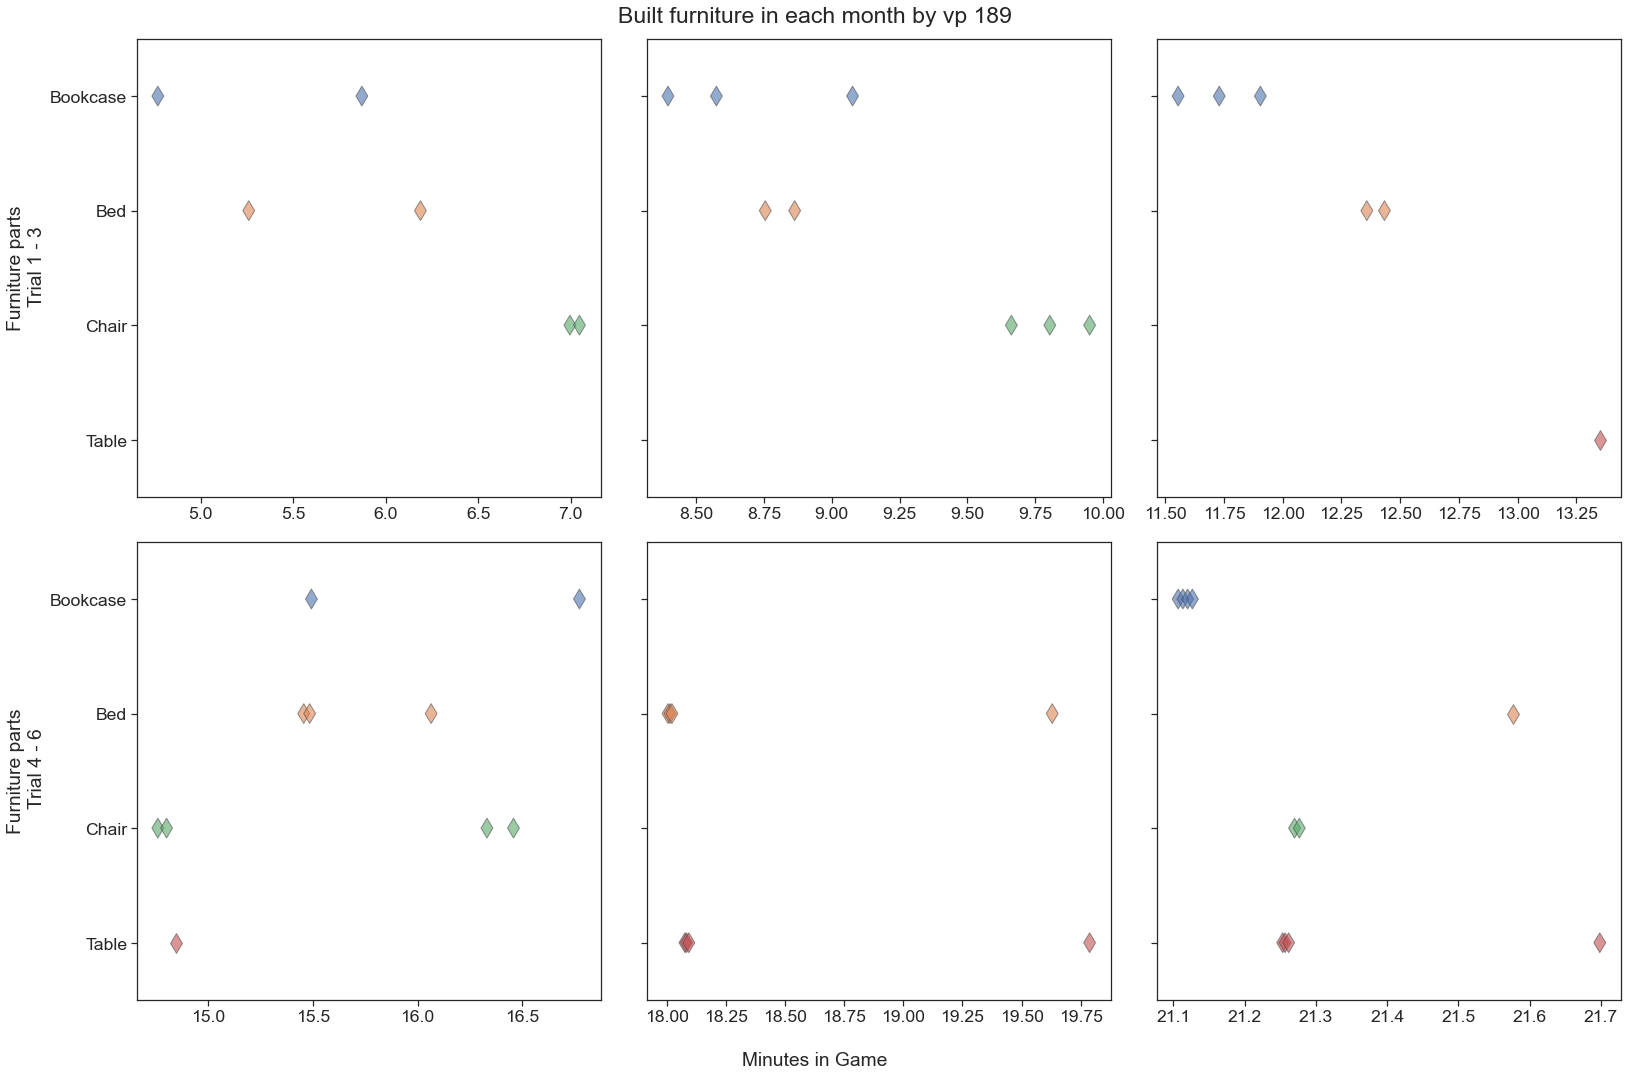 Built furniture in each month by vp 189
Furniture parts
Trial 1 - 3
Bookcase
Bed
Chair
Table
5.0 5.5 6.0 6.5 7.0
8.50 8.75 9.00 9.25 9.50 9.75 10.00
11.50 11.75 12.00 12.25 12.50 12.75 13.00 13.25
Furniture parts
Trial 4 - 6
Bookcase
Bed
Chair
Table
15.0 15.5 16.0 16.5
18.00 18.25 18.50 18.75 19.00 19.25 19.50 19.75
21.1 21.2 21.3 21.4 21.5 21.6 21.7
Minutes in Game